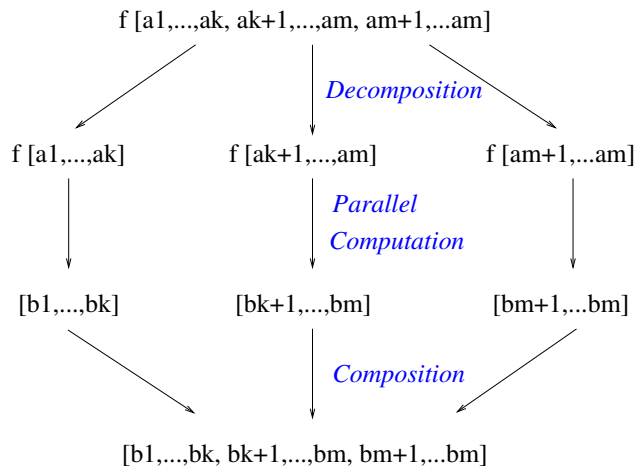 f [a1,...,ak, ak+1,...,am, am+1,...am]
Decomposition
f [a1,...,ak]
f [ak+1,...,am]
f [am+1,...am]
Parallel
Computation
[b1,...,bk]
[bk+1,...,bm]
[bm+1,...bm]
Composition
[b1,...,bk, bk+1,...,bm, bm+1,...bm]